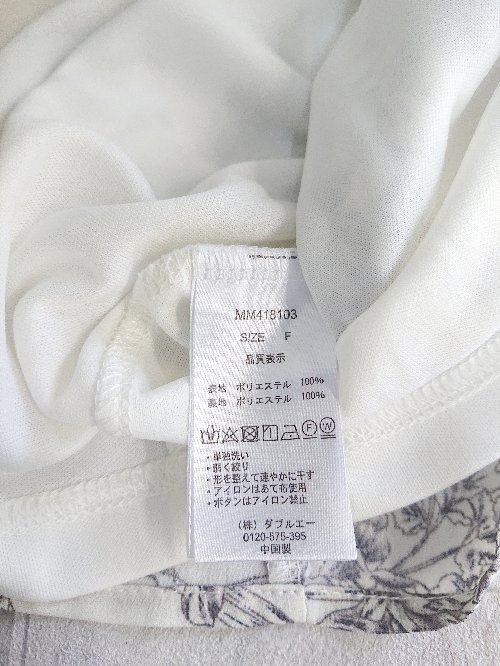 MM418103
SIZE F
品質表示
表地 ポリエステル 100%
裏地 ポリエステル 100%
・単独洗い
・弱く絞り
・形を整えて速やかに干す
・アイロンはあて布使用
・ボタンはアイロン禁止
(株) ダブルエー
0120-575-395
中国製